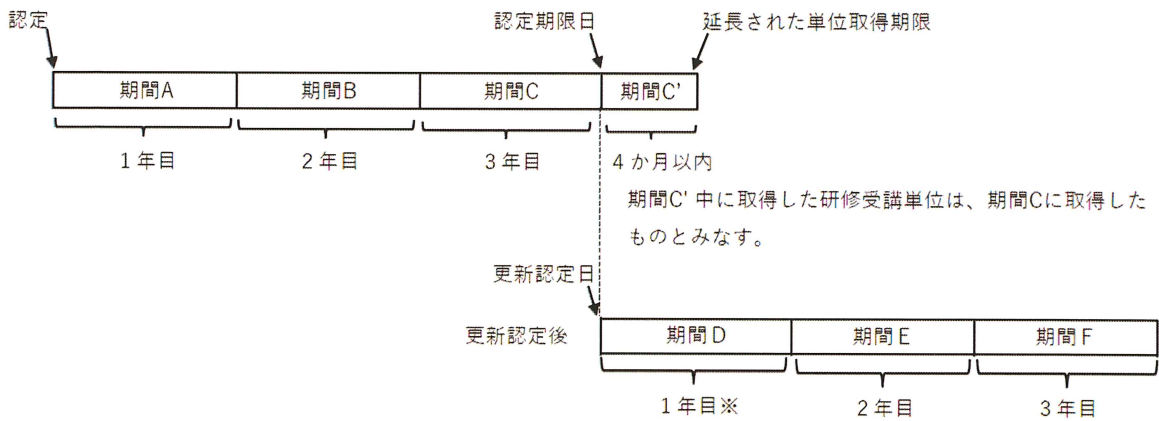 認定
認定期限日
延長された単位取得期限
期間A
期間B
期間C
期間C'
1年目
2年目
3年目
4か月以内
期間C' 中に取得した研修受講単位は、期間Cに取得した
ものとみなす。
更新認定日
更新認定後
期間D
期間E
期間F
1年目※
2年目
3年目